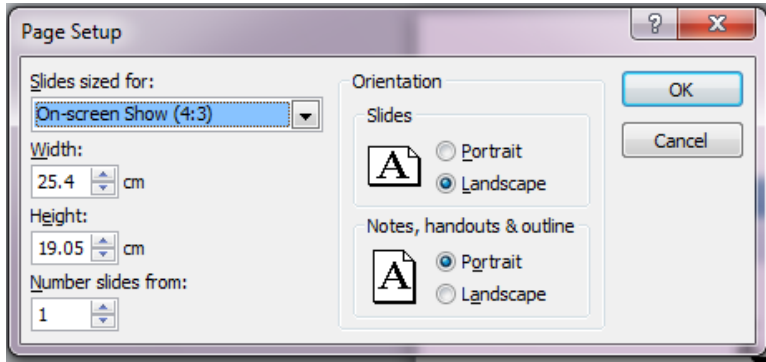 Page Setup
?
X
Slides sized for:
On-screen Show (4:3)
Width:
25.4 cm
Height:
19.05 cm
Number slides from:
1
Orientation
Slides
A
Portrait
Landscape
Notes, handouts & outline
A
Portrait
Landscape
OK
Cancel